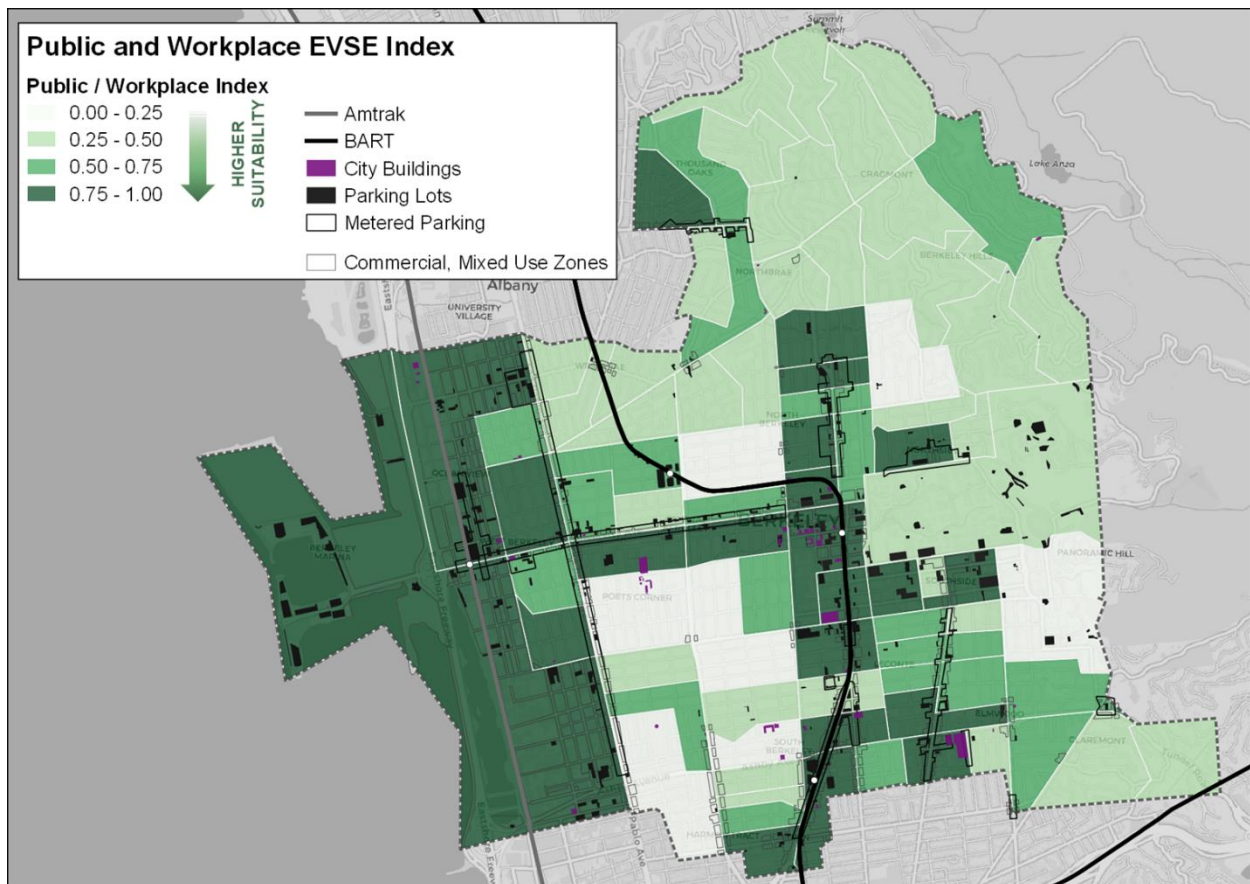 Public and Workplace EVSE Index
Public / Workplace Index
0.00 - 0.25
0.25 - 0.50
0.50 - 0.75
0.75 - 1.00
HIGHER
SUITABILITY
Amtrak
BART
City Buildings
Parking Lots
Metered Parking
Commercial, Mixed Use Zones
Summit
Lake Anza
THOUSAND
OAKS
CRAGMONT
BERKELEY HILLS
NORTHBRAE
Albany
UNIVERSITY
VILLAGE
NORTH
BERKELEY
BERKELEY
PANORAMIC HILL
SOUTHSIDE
POETS CORNER
MARINA
ELMWOOD
CLAREMONT
SOUTH
Pablo Ave